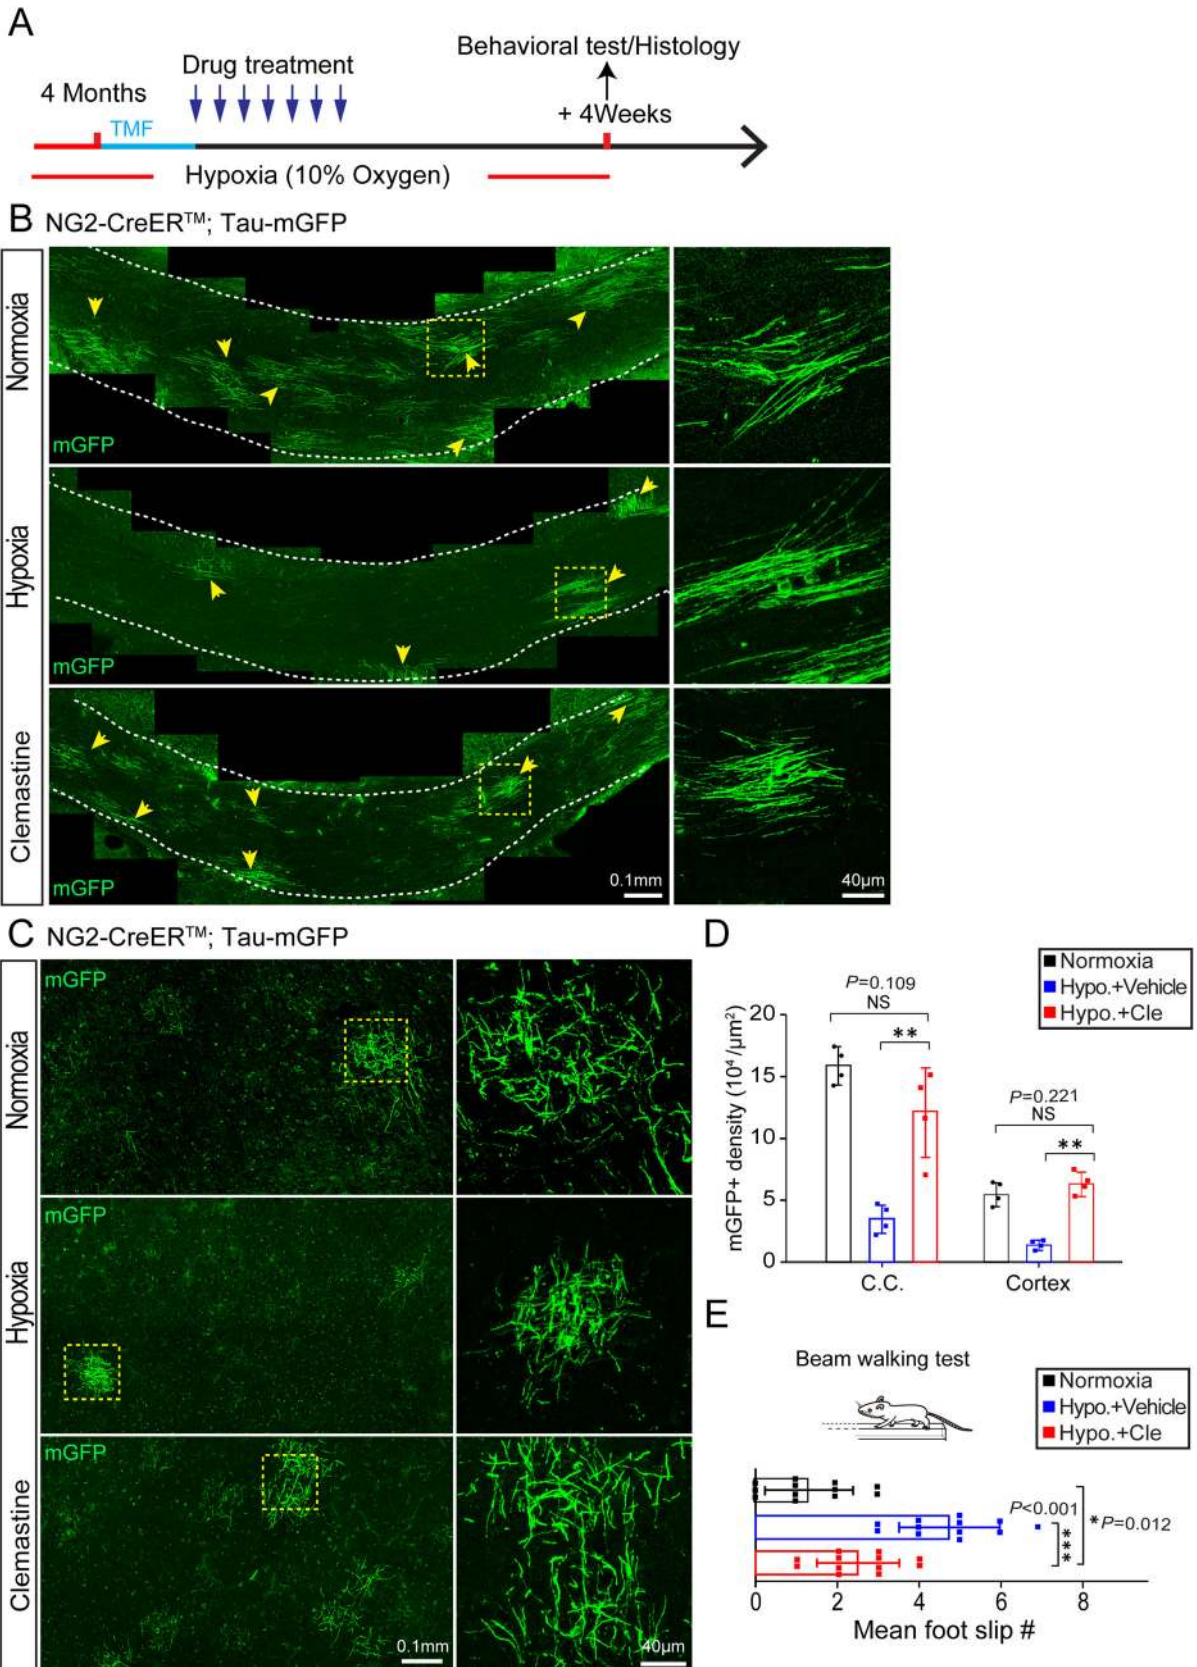 A
Behavioral test/Histology
Drug treatment
4 Months
+ 4Weeks
TMF
Hypoxia (10% Oxygen)
B NG2-CreER™; Tau-mGFP
Normoxia
mGFP
Hypoxia
mGFP
Clemastine
mGFP
0.1mm
40µm
C NG2-CreER™; Tau-mGFP
Normoxia
mGFP
Hypoxia
mGFP
Clemastine
mGFP
0.1mm
40µm
D
Normoxia
Hypo.+Vehicle
Hypo.+Cle
P=0.109
NS
**
P=0.221
NS
**
mGFP+ density (10⁴/µm²)
20
15
10
5
0
C.C.
Cortex
E
Beam walking test
Normoxia
Hypo.+Vehicle
Hypo.+Cle
P<0.001
***
*P=0.012
0 2 4 6 8
Mean foot slip #